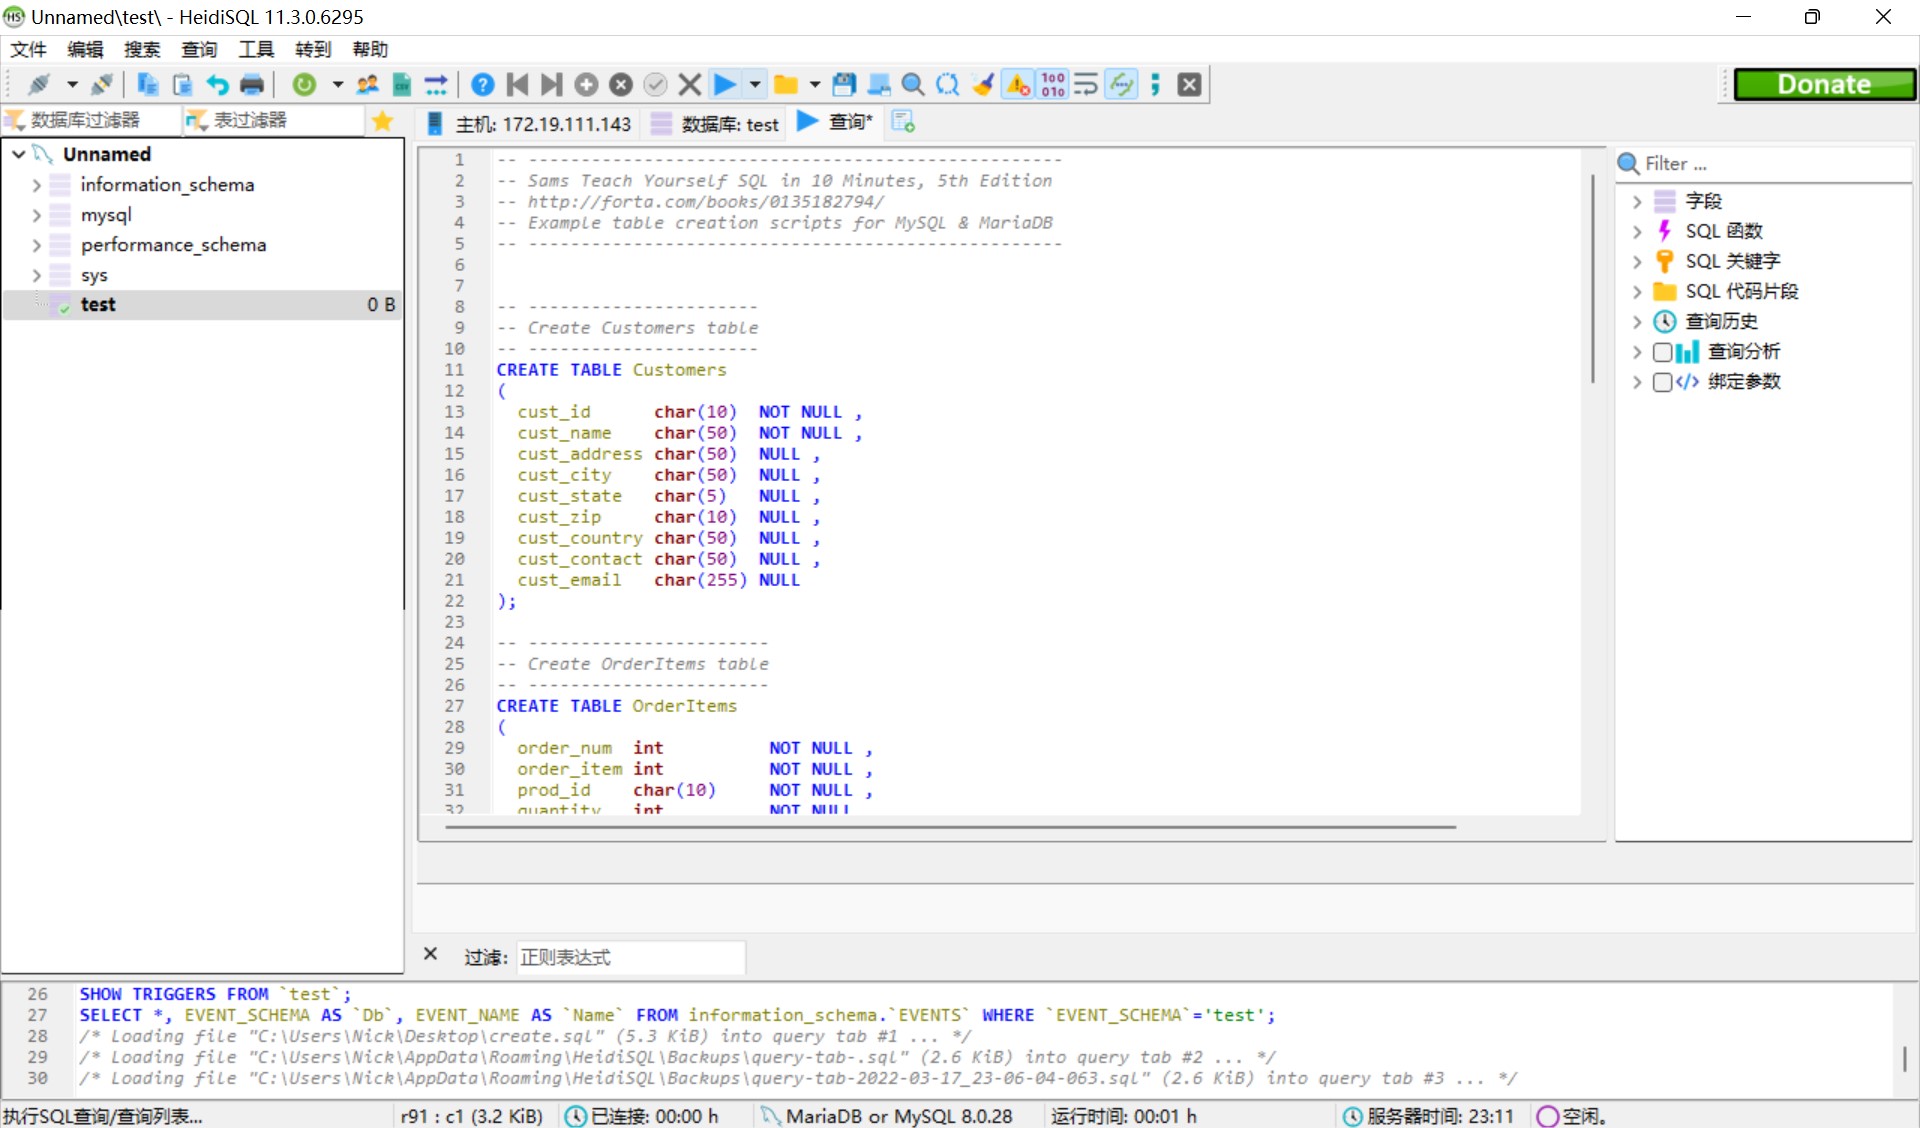 Unnamed\test\ - HeidiSQL 11.3.0.6295
文件 编辑 搜索 查询 工具 转到 帮助
Donate
数据库过滤器 表过滤器
主机: 172.19.111.143 数据库: test 查询*
Unnamed
information_schema
mysql
performance_schema
sys
test 0 B
1 -- ---------------------------------------------------
2 -- Sams Teach Yourself SQL in 10 Minutes, 5th Edition
3 -- http://forta.com/books/0135182794/
4 -- Example table creation scripts for MySQL & MariaDB
5 -- ---------------------------------------------------
6
7
8 -- ----------------------
9 -- Create Customers table
10 -- ----------------------
11 CREATE TABLE Customers
12 (
13 cust_id char(10) NOT NULL ,
14 cust_name char(50) NOT NULL ,
15 cust_address char(50) NULL ,
16 cust_city char(50) NULL ,
17 cust_state char(5) NULL ,
18 cust_zip char(10) NULL ,
19 cust_country char(50) NULL ,
20 cust_contact char(50) NULL ,
21 cust_email char(255) NULL
22 );
23
24 -- -----------------------
25 -- Create OrderItems table
26 -- -----------------------
27 CREATE TABLE OrderItems
28 (
29 order_num int NOT NULL ,
30 order_item int NOT NULL ,
31 prod_id char(10) NOT NULL ,
32 quantity int NOT NULL
Filter ...
字段
SQL 函数
SQL 关键字
SQL 代码片段
查询历史
查询分析
绑定参数
过滤: 正则表达式
26 SHOW TRIGGERS FROM `test`;
27 SELECT *, EVENT_SCHEMA AS `Db`, EVENT_NAME AS `Name` FROM information_schema.`EVENTS` WHERE `EVENT_SCHEMA`='test';
28 /* Loading file "C:\Users\Nick\Desktop\create.sql" (5.3 KiB) into query tab #1 ... */
29 /* Loading file "C:\Users\Nick\AppData\Roaming\HeidiSQL\Backups\query-tab-.sql" (2.6 KiB) into query tab #2 ... */
30 /* Loading file "C:\Users\Nick\AppData\Roaming\HeidiSQL\Backups\query-tab-2022-03-17_23-06-04-063.sql" (2.6 KiB) into query tab #3 ... */
执行SQL查询/查询列表... r91 : c1 (3.2 KiB) 已连接: 00:00 h MariaDB or MySQL 8.0.28 运行时间: 00:01 h 服务器时间: 23:11 空闲。